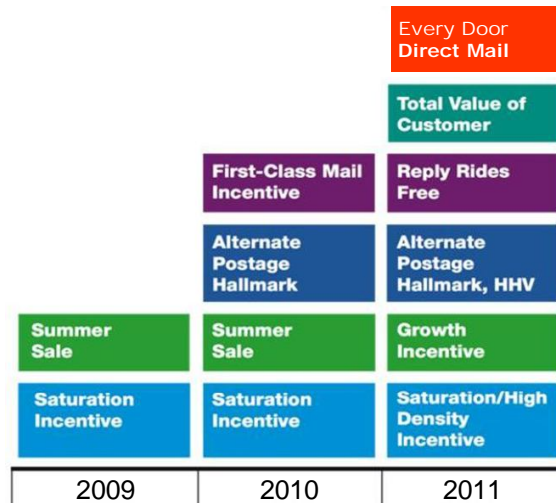 Every Door
Direct Mail
Total Value of
Customer
First-Class Mail
Incentive
Reply Rides
Free
Alternate
Postage
Hallmark
Alternate
Postage
Hallmark, HHV
Summer
Sale
Summer
Sale
Growth
Incentive
Saturation
Incentive
Saturation
Incentive
Saturation/High
Density
Incentive
2009
2010
2011